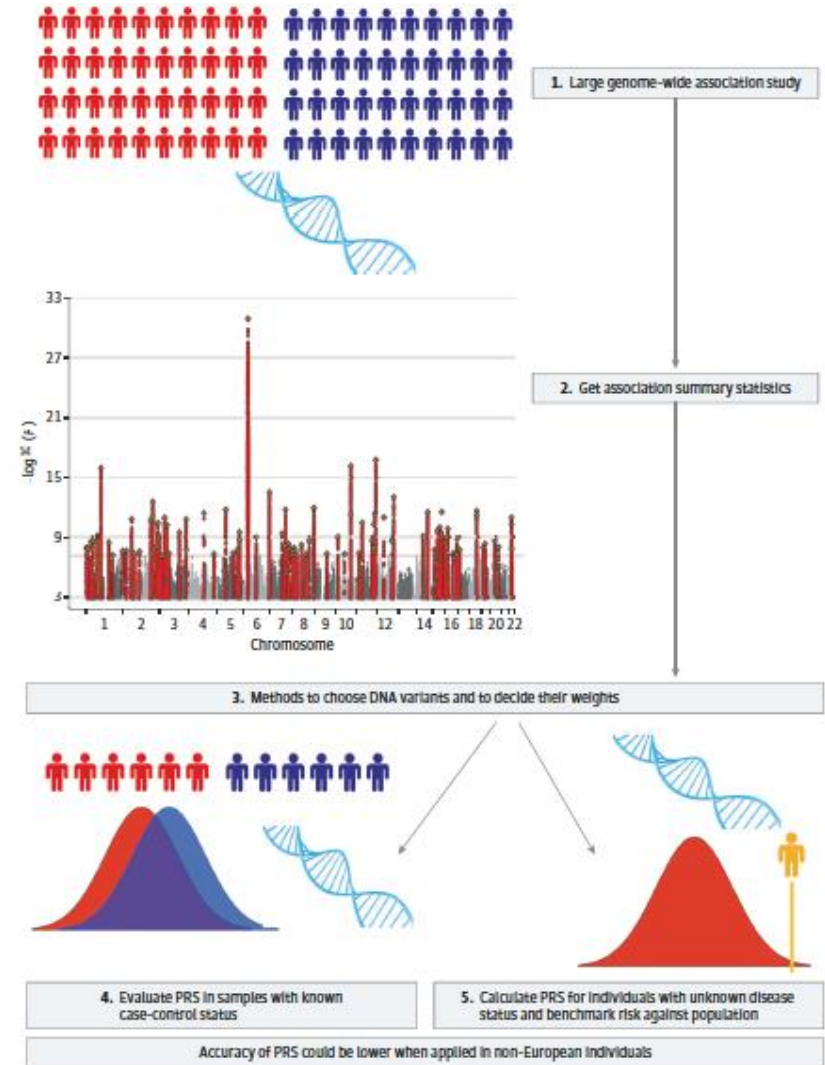 1. Large genome-wide association study
33
27
21
15
9
3
-log¹⁰ (P)
2. Get association summary statistics
1 2 3 4 5 6 7 8 9 10 12 14 16 18 20 22
Chromosome
3. Methods to choose DNA variants and to decide their weights
4. Evaluate PRS in samples with known
case-control status
5. Calculate PRS for individuals with unknown disease
status and benchmark risk against population
Accuracy of PRS could be lower when applied in non-European individuals